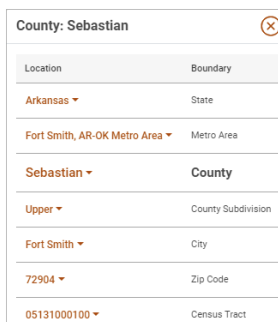 County: Sebastian
Location Boundary
Arkansas State
Fort Smith, AR-OK Metro Area Metro Area
Sebastian County
Upper County Subdivision
Fort Smith City
72904 Zip Code
05131000100 Census Tract